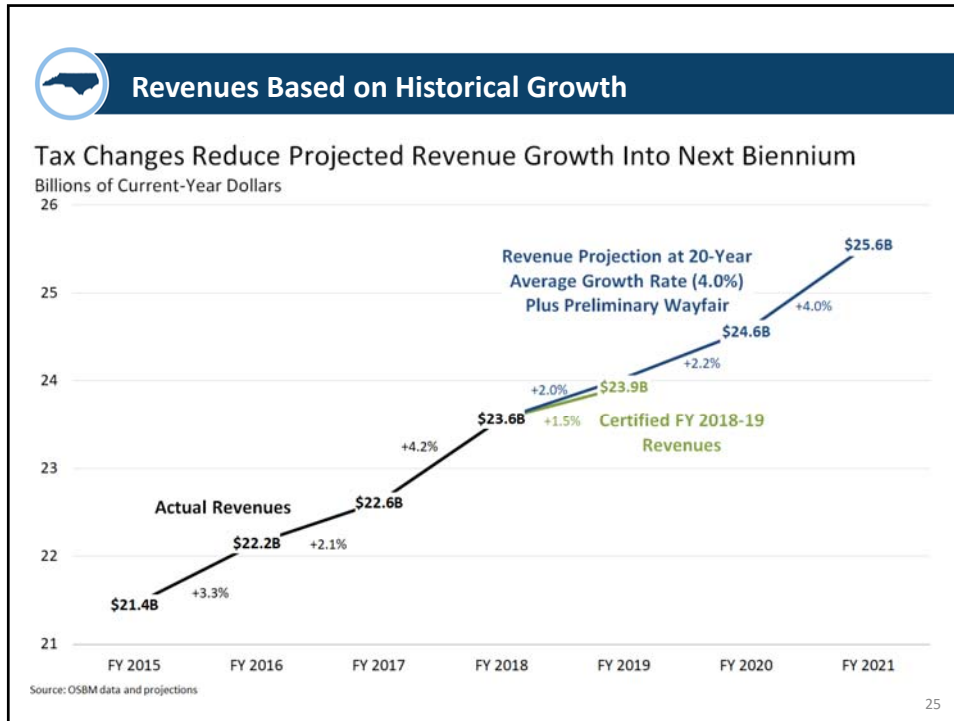 Revenues Based on Historical Growth
Tax Changes Reduce Projected Revenue Growth Into Next Biennium
Billions of Current-Year Dollars
26
25
24
23
22
21
Revenue Projection at 20-Year
Average Growth Rate (4.0%)
Plus Preliminary Wayfair
$25.6B
+4.0%
$24.6B
+2.2%
+2.0%
$23.9B
+1.5%
Certified FY 2018-19
Revenues
$23.6B
+4.2%
$22.6B
Actual Revenues
$22.2B
+2.1%
+3.3%
$21.4B
FY 2015
FY 2016
FY 2017
FY 2018
FY 2019
FY 2020
FY 2021
Source: OSBM data and projections
25